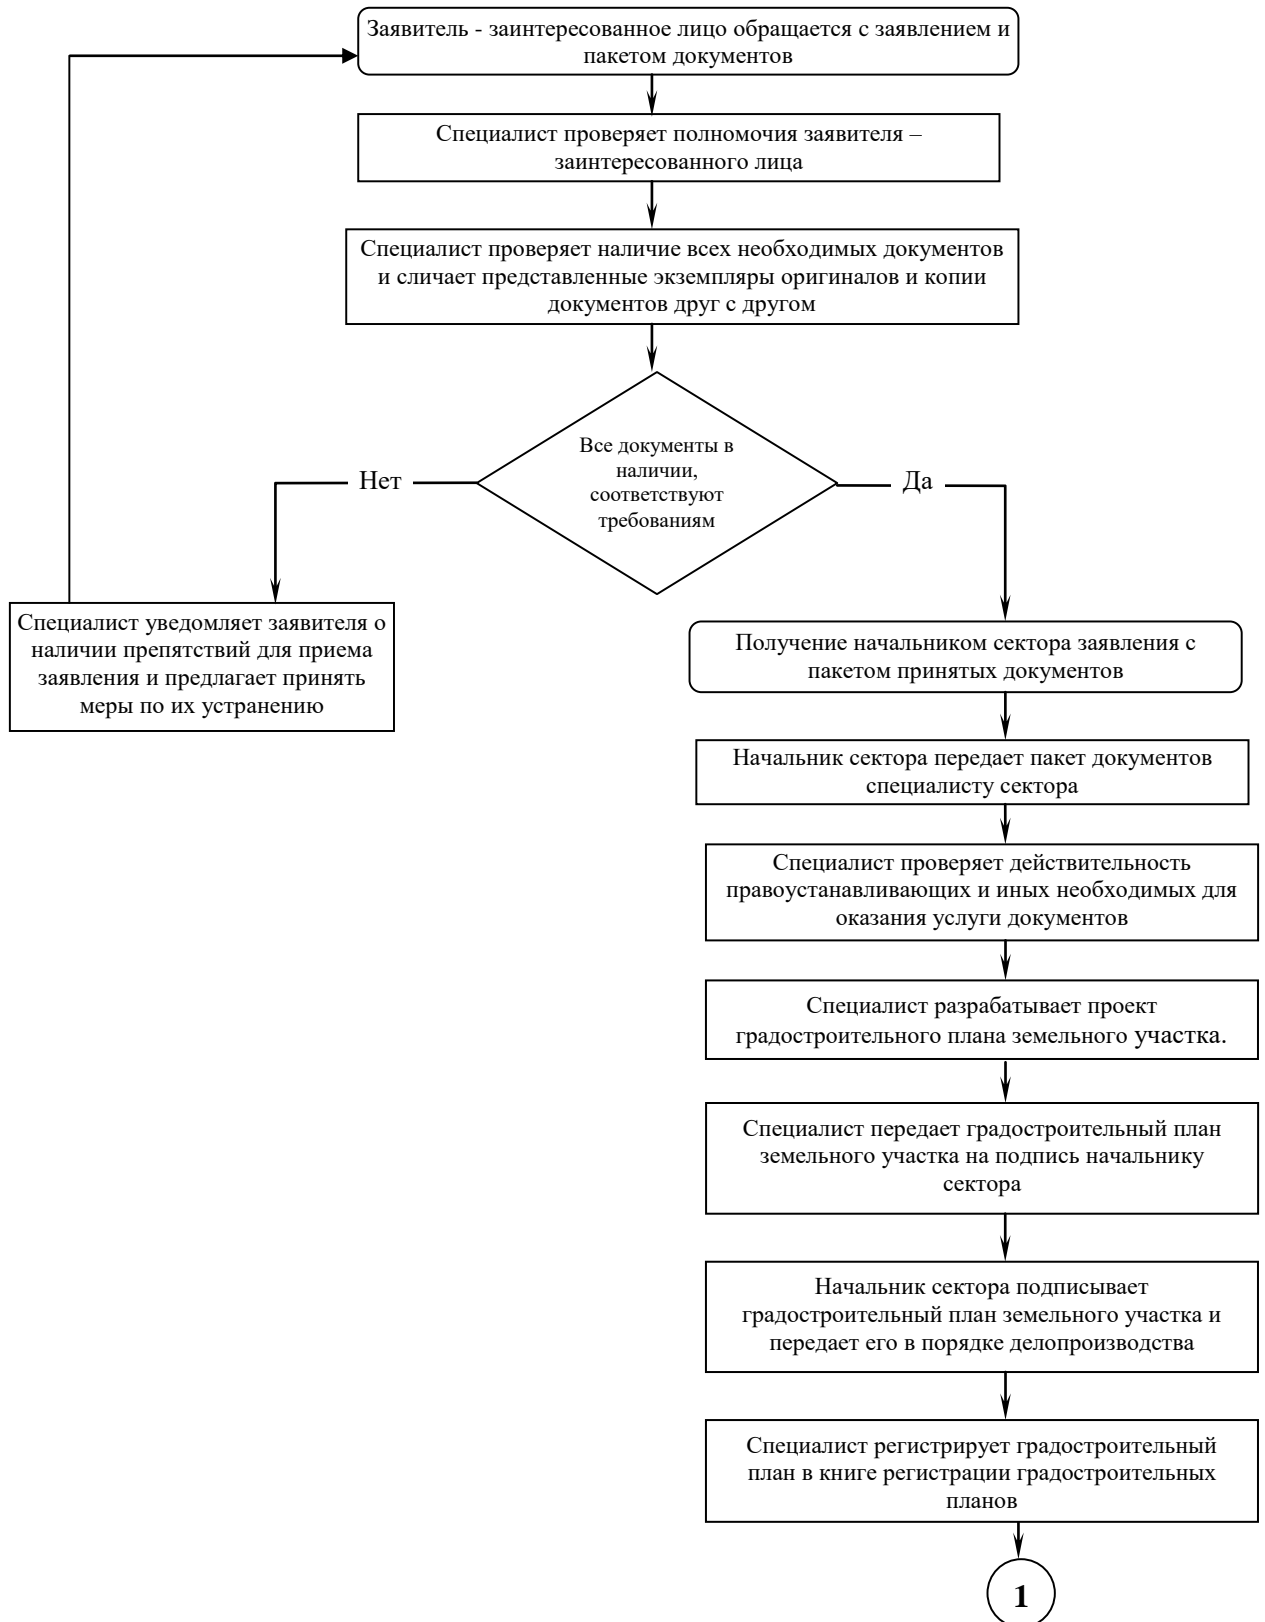 Заявитель - заинтересованное лицо обращается с заявлением и
пакетом документов
Специалист проверяет полномочия заявителя –
заинтересованного лица
Специалист проверяет наличие всех необходимых документов
и сличает представленные экземпляры оригиналов и копии
документов друг с другом
Все документы в
наличии,
соответствуют
требованиям
Нет
Да
Специалист уведомляет заявителя о
наличии препятствий для приема
заявления и предлагает принять
меры по их устранению
Получение начальником сектора заявления с
пакетом принятых документов
Начальник сектора передает пакет документов
специалисту сектора
Специалист проверяет действительность
правоустанавливающих и иных необходимых для
оказания услуги документов
Специалист разрабатывает проект
градостроительного плана земельного участка.
Специалист передает градостроительный план
земельного участка на подпись начальнику
сектора
Начальник сектора подписывает
градостроительный план земельного участка и
передает его в порядке делопроизводства
Специалист регистрирует градостроительный
план в книге регистрации градостроительных
планов
1